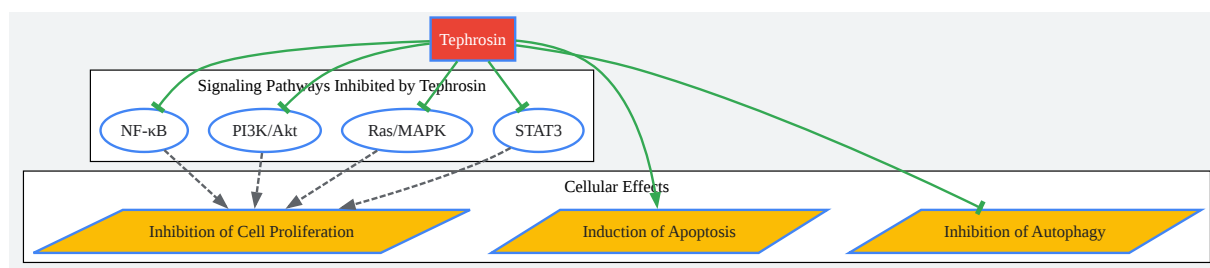 Tephrosin
Signaling Pathways Inhibited by Tephrosin
NF-κB
PI3K/Akt
Ras/MAPK
STAT3
Cellular Effects
Inhibition of Cell Proliferation
Induction of Apoptosis
Inhibition of Autophagy